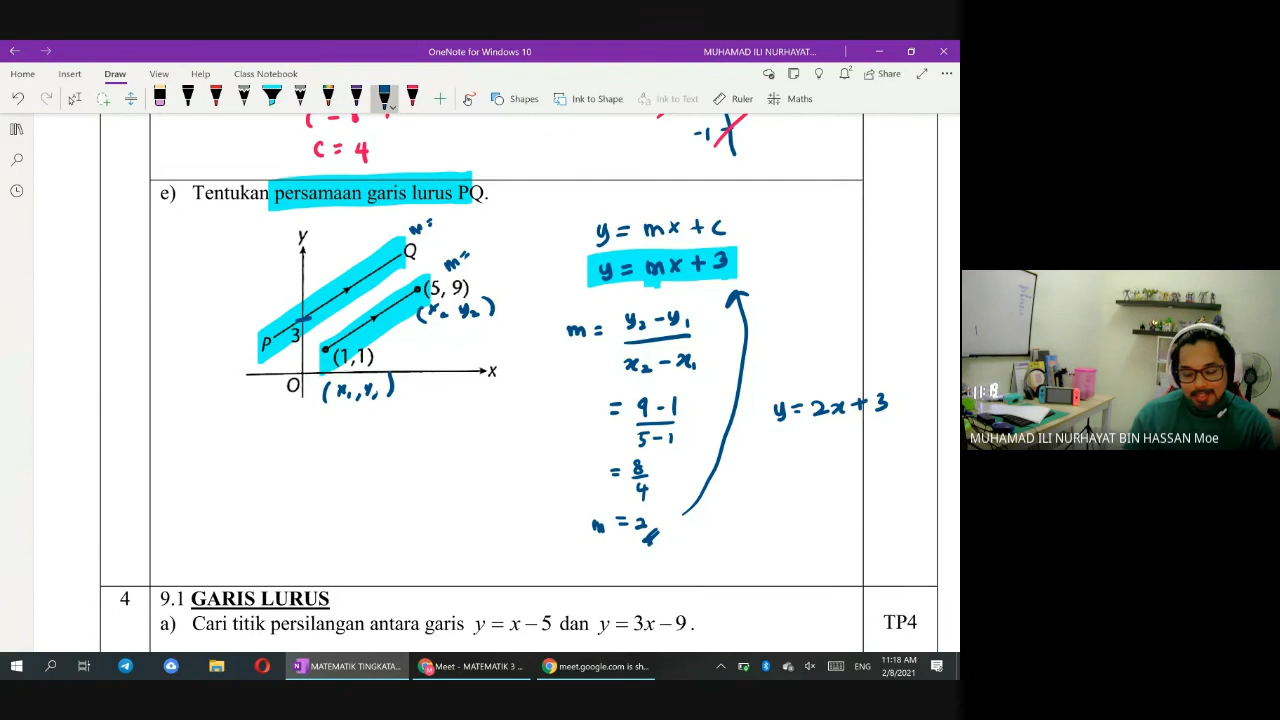 OneNote for Windows 10
MUHAMAD ILI NURHAYAT...
Home Insert Draw View Help Class Notebook
Share
Shapes Ink to Shape Ink to Text Ruler Maths
c = 4
-1
e) Tentukan persamaan garis lurus PQ.
y
m=
Q
m=
(5, 9)
(x₂ y₂)
3
P
(1,1)
O
x
(x₁, y₁)
y = mx + c
y = mx + 3
m = y₂ - y₁
x₂ - x₁
= 9 - 1
5 - 1
= 8
4
m = 2
y = 2x + 3
4 9.1 GARIS LURUS
a) Cari titik persilangan antara garis y = x − 5 dan y = 3x − 9 .
TP4
11:18
MUHAMAD ILI NURHAYAT BIN HASSAN Moe
MATEMATIK TINGKATA...
Meet - MATEMATIK 3 ...
meet.google.com is sh...
ENG
11:18 AM
2/8/2021